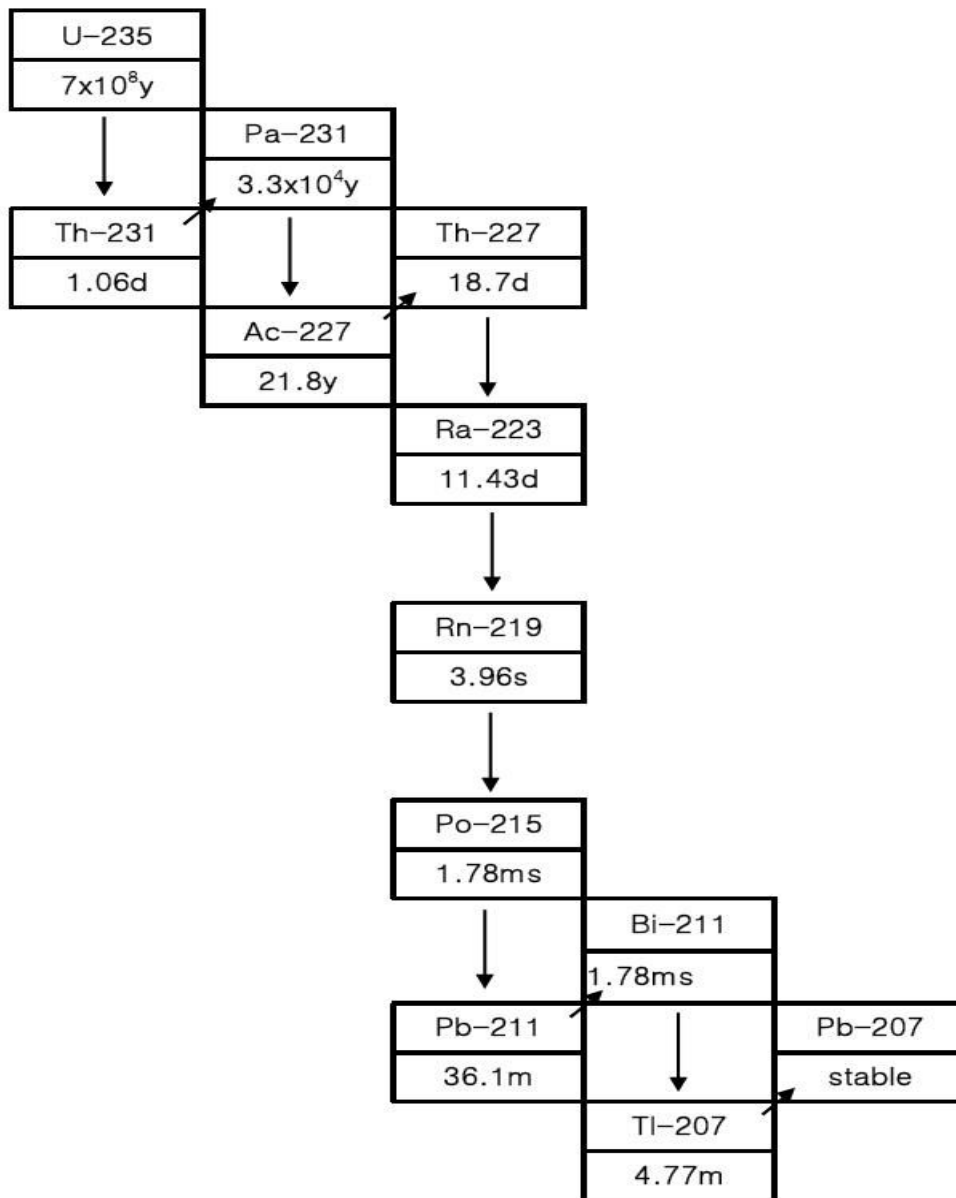 U-235
7x10⁸y
Pa-231
3.3x10⁴y
Th-231
1.06d
Th-227
18.7d
Ac-227
21.8y
Ra-223
11.43d
Rn-219
3.96s
Po-215
1.78ms
Bi-211
1.78ms
Pb-211
36.1m
Pb-207
stable
Tl-207
4.77m